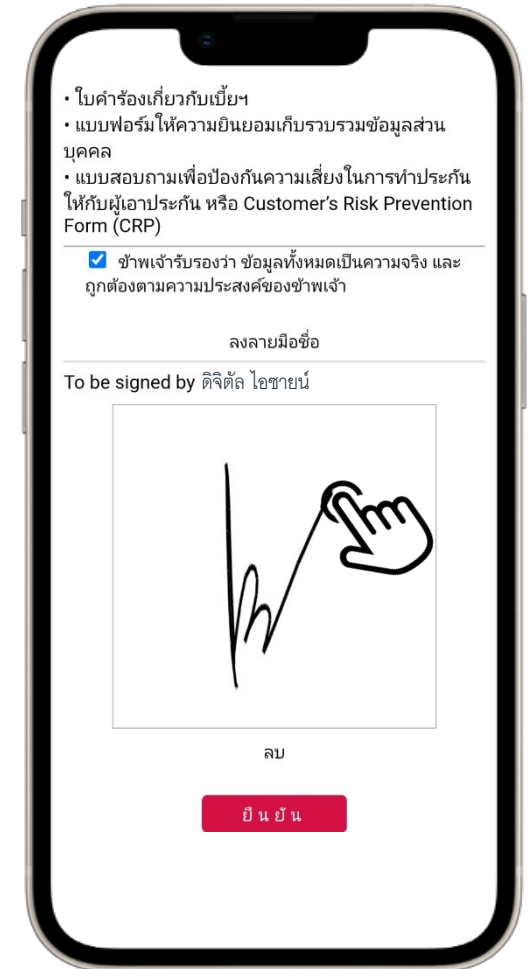 • ใบคำร้องเกี่ยวกับเบี้ยฯ
• แบบฟอร์มให้ความยินยอมเก็บรวบรวมข้อมูลส่วน
บุคคล
• แบบสอบถามเพื่อป้องกันความเสี่ยงในการทำประกัน
ให้กับผู้เอาประกัน หรือ Customer's Risk Prevention
Form (CRP)
ข้าพเจ้ารับรองว่า ข้อมูลทั้งหมดเป็นความจริง และ
ถูกต้องตามความประสงค์ของข้าพเจ้า
ลงลายมือชื่อ
To be signed by ดิจิตัล ไอซายน์
ลบ
ยืนยัน